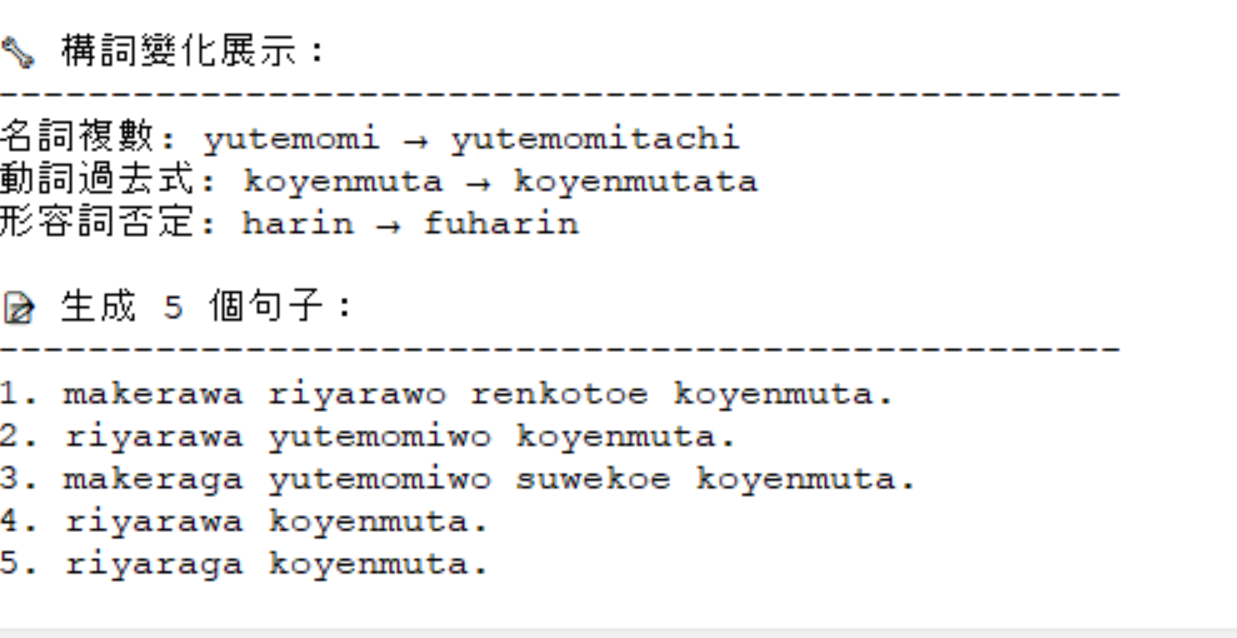 🔧 構詞變化展示：
--------------------------------------------------
名詞複數: yutemomi → yutemomitachi
動詞過去式: koyenmuta → koyenmutata
形容詞否定: harin → fuharin
📝 生成 5 個句子：
--------------------------------------------------
1. makerawa riyarawo renkotoe koyenmuta.
2. riyarawa yutemomiwo koyenmuta.
3. makeraga yutemomiwo suwekoe koyenmuta.
4. riyarawa koyenmuta.
5. riyaraga koyenmuta.